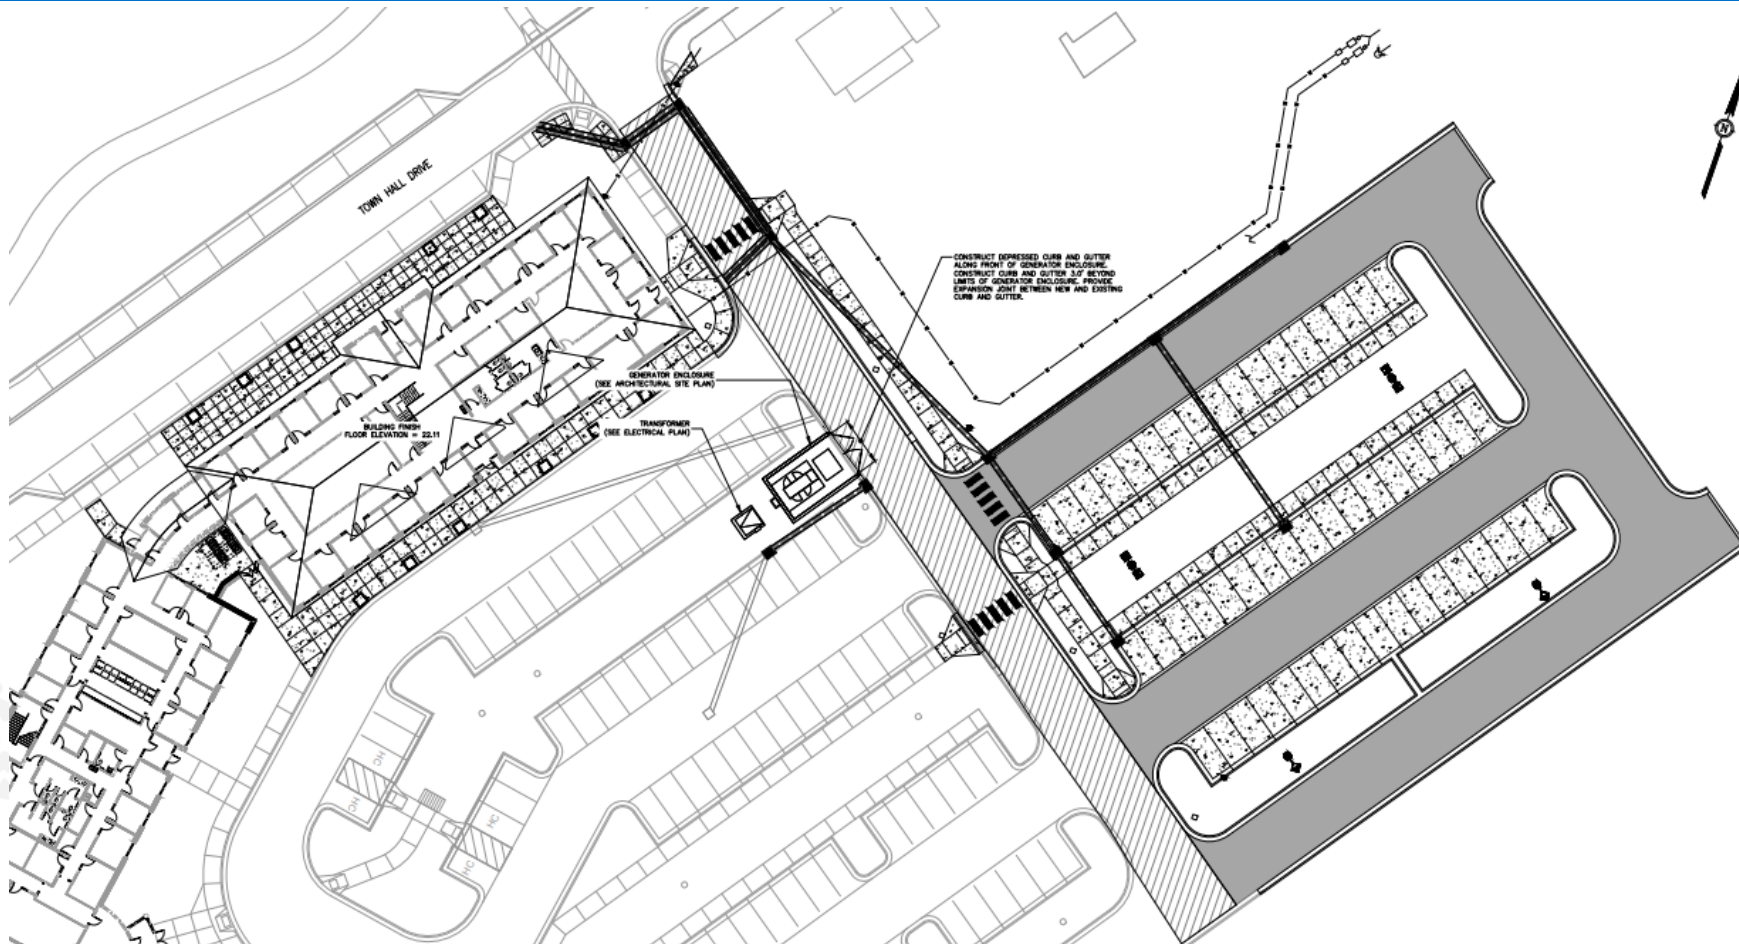 TOWN HALL DRIVE
N
CONSTRUCT DEPRESSED CURB AND GUTTER
ALONG FRONT OF GENERATOR ENCLOSURE.
CONSTRUCT CURB AND GUTTER 3.0' BEYOND
LIMITS OF GENERATOR ENCLOSURE. PROVIDE
EXPANSION JOINT BETWEEN NEW AND EXISTING
CURB AND GUTTER.
GENERATOR ENCLOSURE
(SEE ARCHITECTURAL SITE PLAN)
TRANSFORMER
(SEE ELECTRICAL PLAN)
BUILDING FINISH
FLOOR ELEVATION = 22.11
HC
HC
HC
HC